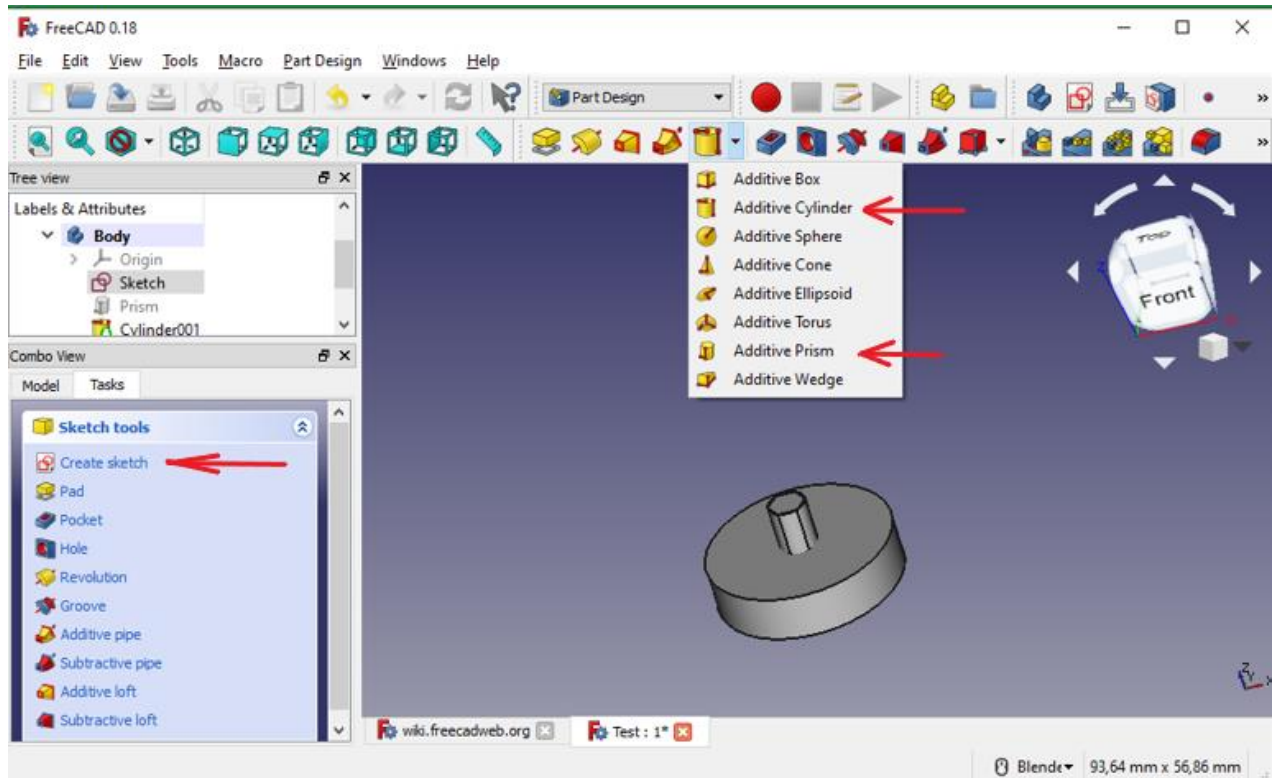 FreeCAD 0.18
File Edit View Tools Macro Part Design Windows Help
Part Design
»
»
Tree view
Labels & Attributes
Body
Origin
Sketch
Prism
Cylinder001
Combo View
Model Tasks
Sketch tools
Create sketch
Pad
Pocket
Hole
Revolution
Groove
Additive pipe
Subtractive pipe
Additive loft
Subtractive loft
Additive Box
Additive Cylinder
Additive Sphere
Additive Cone
Additive Ellipsoid
Additive Torus
Additive Prism
Additive Wedge
Top
Front
Z
Y
X
wiki.freecadweb.org Test : 1*
Blende 93,64 mm x 56,86 mm